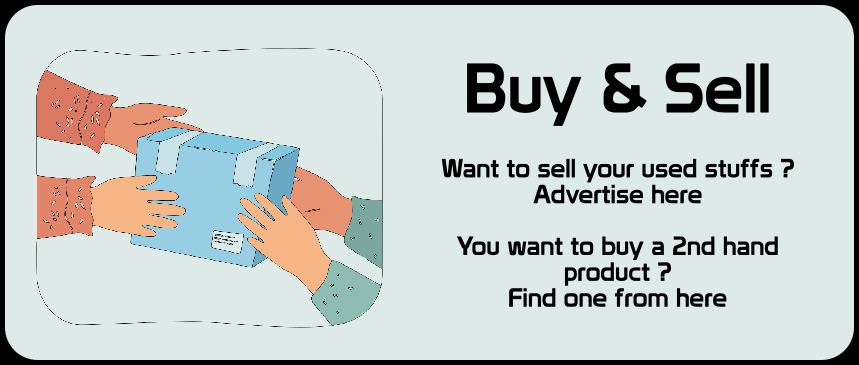 Buy & Sell
Want to sell your used stuffs ?
Advertise here
You want to buy a 2nd hand
product ?
Find one from here